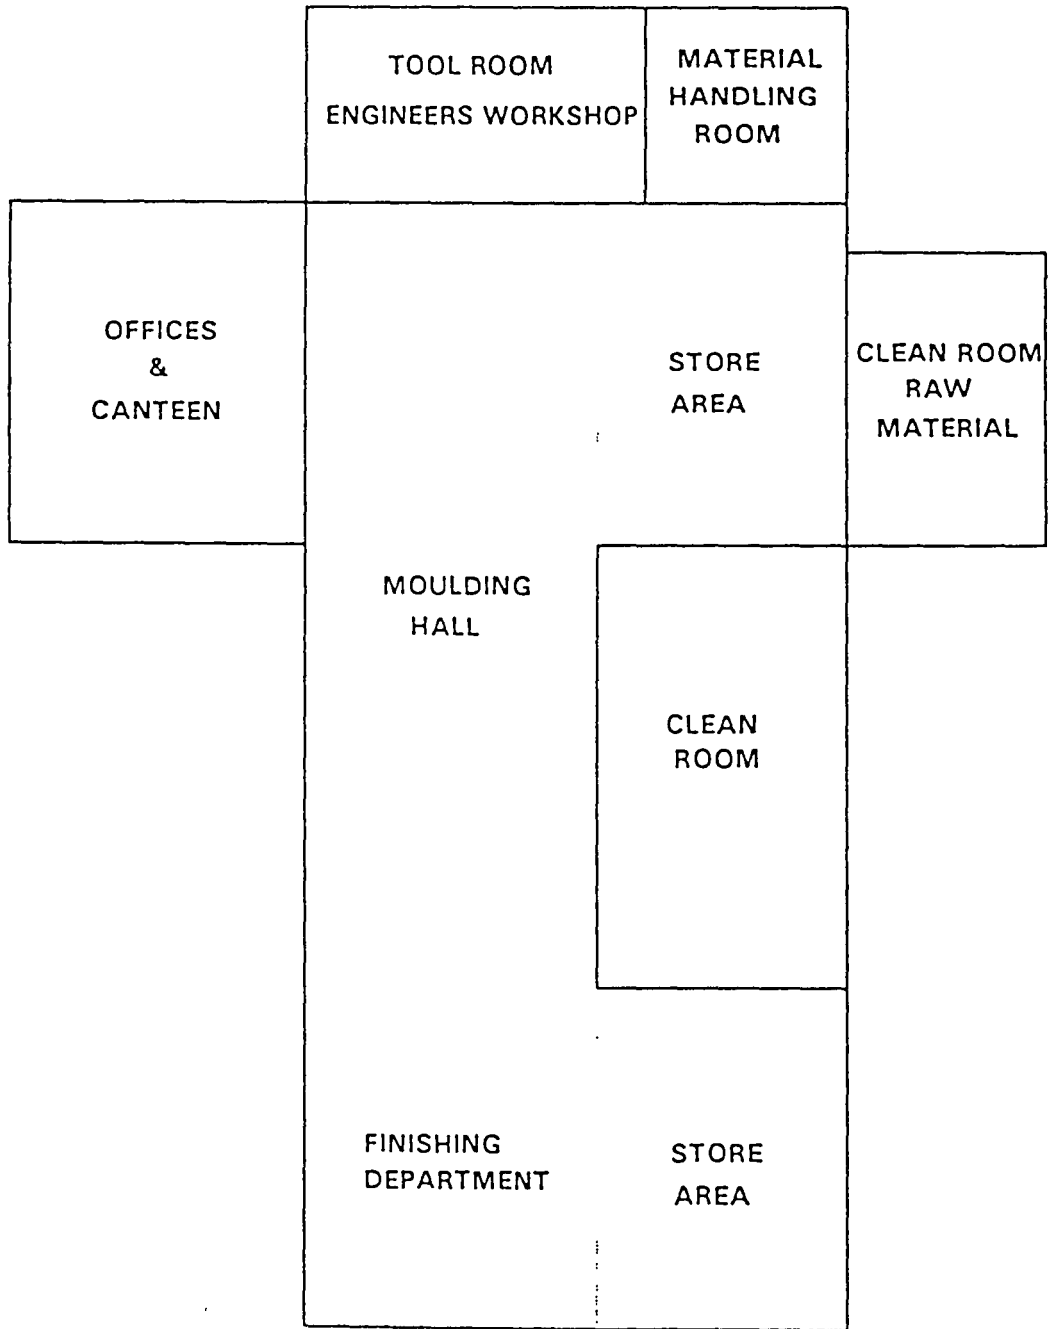 TOOL ROOM
ENGINEERS WORKSHOP
MATERIAL
HANDLING
ROOM
OFFICES
&
CANTEEN
STORE
AREA
CLEAN ROOM
RAW
MATERIAL
MOULDING
HALL
CLEAN
ROOM
FINISHING
DEPARTMENT
STORE
AREA